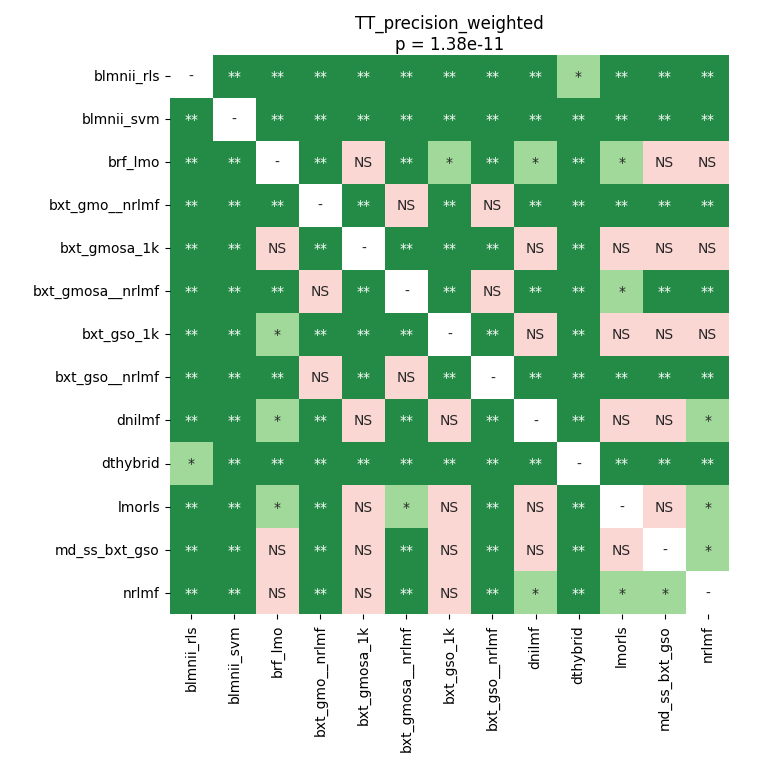 TT_precision_weighted
p = 1.38e-11
blmnii_rls - ** ** ** ** ** ** ** ** * ** ** **
blmnii_svm ** - ** ** ** ** ** ** ** ** ** ** **
brf_lmo ** ** - ** NS ** * ** * ** * NS NS
bxt_gmo__nrlmf ** ** ** - ** NS ** NS ** ** ** ** **
bxt_gmosa_1k ** ** NS ** - ** ** ** NS ** NS NS NS
bxt_gmosa__nrlmf ** ** ** NS ** - ** NS ** ** * ** **
bxt_gso_1k ** ** * ** ** ** - ** NS ** NS NS NS
bxt_gso__nrlmf ** ** ** NS ** NS ** - ** ** ** ** **
dnilmf ** ** * ** NS ** NS ** - ** NS NS *
dthybrid * ** ** ** ** ** ** ** ** - ** ** **
lmorls ** ** * ** NS * NS ** NS ** - NS *
md_ss_bxt_gso ** ** NS ** NS ** NS ** NS ** NS - *
nrlmf ** ** NS ** NS ** NS ** * ** * * -
blmnii_rls
blmnii_svm
brf_lmo
bxt_gmo__nrlmf
bxt_gmosa_1k
bxt_gmosa__nrlmf
bxt_gso_1k
bxt_gso__nrlmf
dnilmf
dthybrid
lmorls
md_ss_bxt_gso
nrlmf